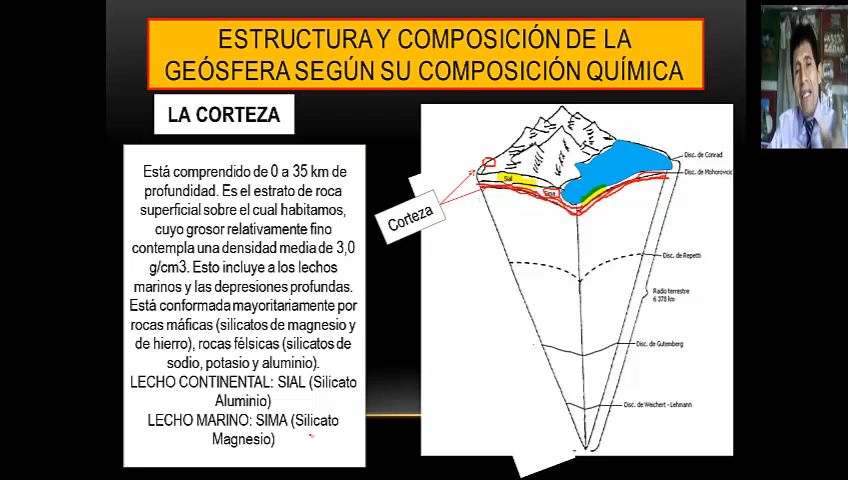 ESTRUCTURA Y COMPOSICIÓN DE LA
GEÓSFERA SEGÚN SU COMPOSICIÓN QUÍMICA
LA CORTEZA
Está comprendido de 0 a 35 km de
profundidad. Es el estrato de roca
superficial sobre el cual habitamos,
cuyo grosor relativamente fino
contempla una densidad media de 3,0
g/cm3. Esto incluye a los lechos
marinos y las depresiones profundas.
Está conformada mayoritariamente por
rocas máficas (silicatos de magnesio y
de hierro), rocas félsicas (silicatos de
sodio, potasio y aluminio).
LECHO CONTINENTAL: SIAL (Silicato
Aluminio)
LECHO MARINO: SIMA (Silicato
Magnesio)
Corteza
Sial
Sima
Disc. de Conrad
Disc. de Mohorovicic
Disc. de Repetti
Radio terrestre
6 378 km
Disc. de Gutemberg
Disc. de Weichert - Lehmann